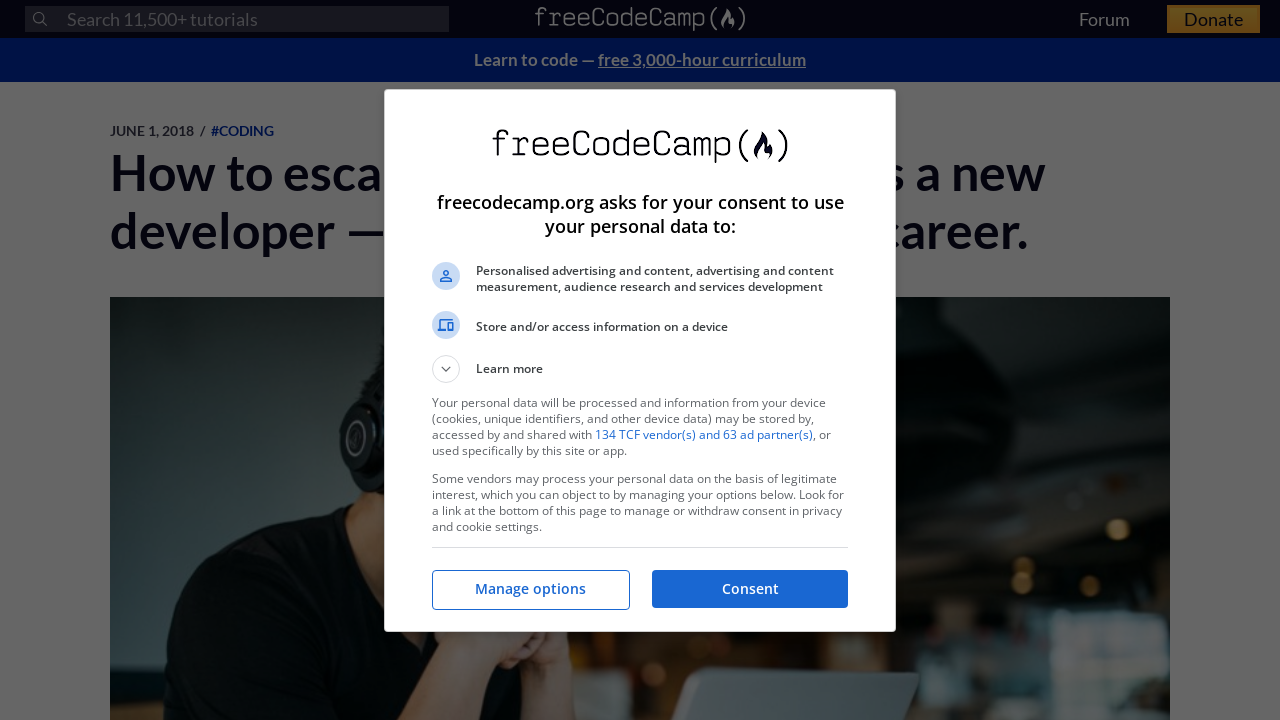 Search 11,500+ tutorials
freeCodeCamp
Forum
Donate
Learn to code — free 3,000-hour curriculum
JUNE 1, 2018 / #CODING
How to esca
s a new
developer —
career.
freeCodeCamp
freecodecamp.org asks for your consent to use
your personal data to:
Personalised advertising and content, advertising and content
measurement, audience research and services development
Store and/or access information on a device
Learn more
Your personal data will be processed and information from your device
(cookies, unique identifiers, and other device data) may be stored by,
accessed by and shared with 134 TCF vendor(s) and 63 ad partner(s), or
used specifically by this site or app.
Some vendors may process your personal data on the basis of legitimate
interest, which you can object to by managing your options below. Look for
a link at the bottom of this page to manage or withdraw consent in privacy
and cookie settings.
Manage options
Consent